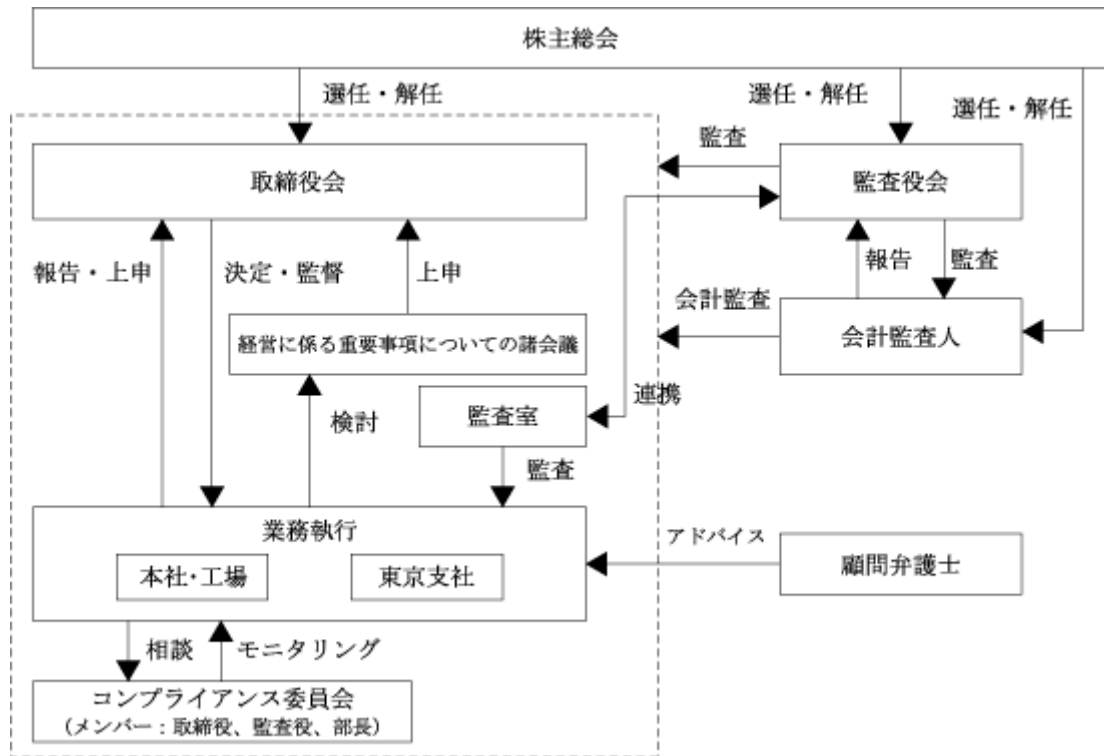 株主総会
選任・解任
選任・解任
選任・解任
監査
取締役会
監査役会
報告・上申
決定・監督
上申
報告
監査
会計監査
経営に係る重要事項についての諸会議
会計監査人
検討
監査室
連携
監査
業務執行
本社・工場
東京支社
アドバイス
顧問弁護士
相談
モニタリング
コンプライアンス委員会
(メンバー：取締役、監査役、部長)